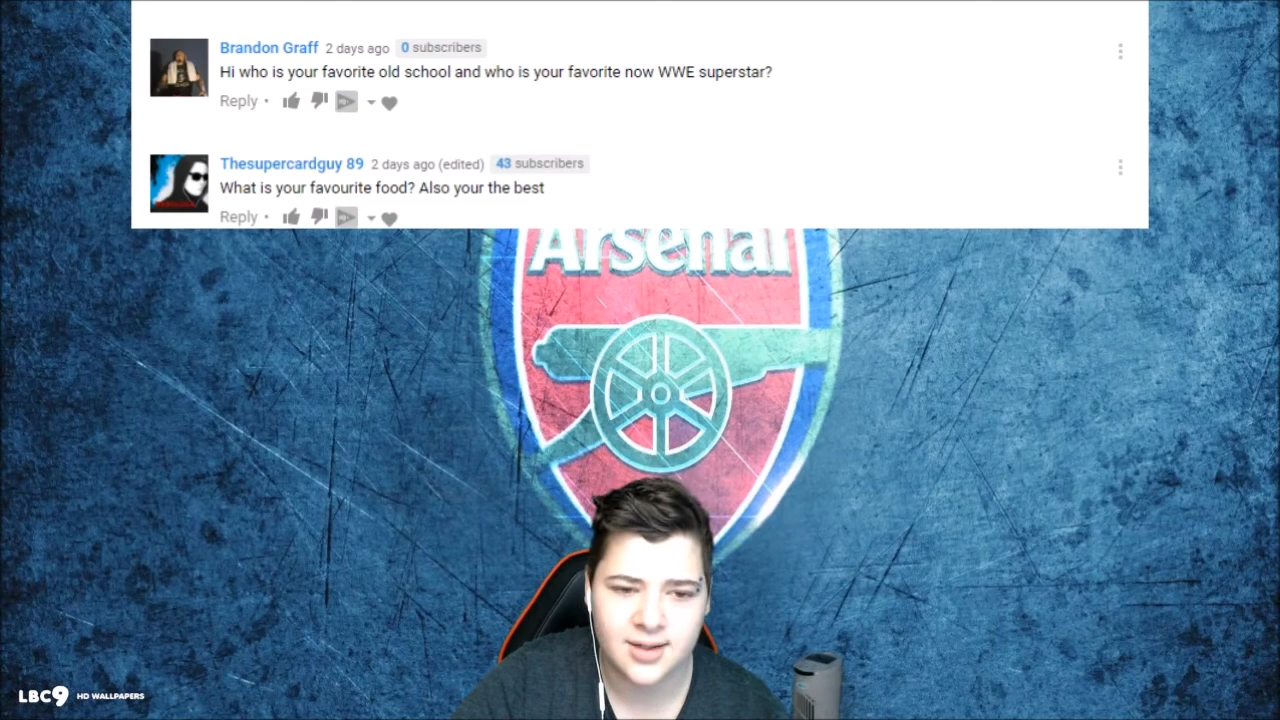 Brandon Graff 2 days ago 0 subscribers
Hi who is your favorite old school and who is your favorite now WWE superstar?
Reply •
Thesupercardguy 89 2 days ago (edited) 43 subscribers
What is your favourite food? Also your the best
Reply •
Arsenal
LBC9 HD WALLPAPERS